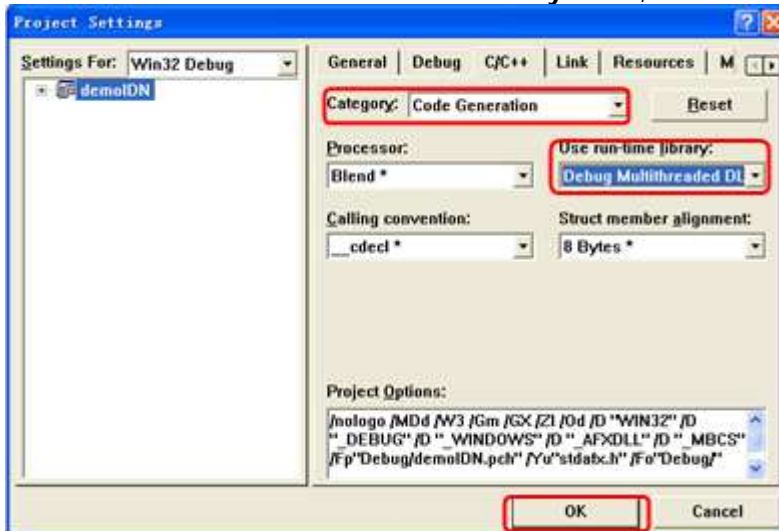 Project Settings
Settings For: Win32 Debug
demoIDN
General Debug C/C++ Link Resources M
Category: Code Generation Reset
Processor: Use run-time library:
Blend * Debug Multithreaded DL
Calling convention: Struct member alignment:
__cdecl * 8 Bytes *
Project Options:
/nologo /MDd /W3 /Gm /GX /ZI /Od /D "WIN32" /D
"_DEBUG" /D "_WINDOWS" /D "_AFXDLL" /D "_MBCS"
/Fp"Debug/demoIDN.pch" /Yu"stdafx.h" /Fo"Debug/"
OK Cancel